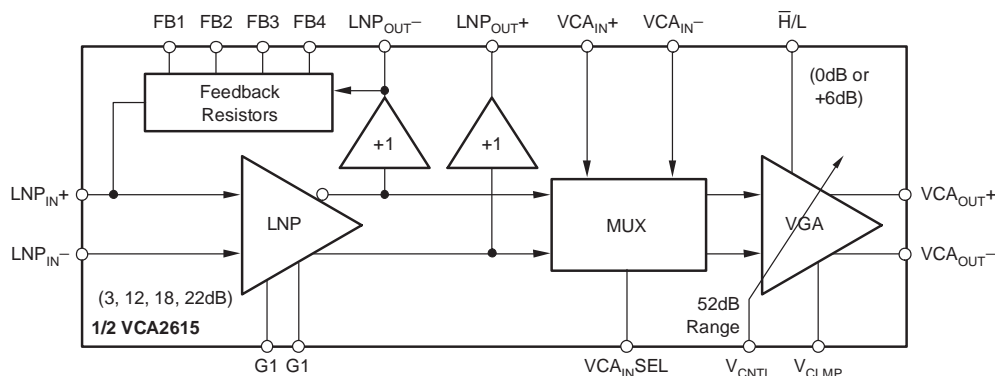 FB1 FB2 FB3 FB4 LNPOUT− LNPOUT+ VCAIN+ VCAIN− H̅/L
Feedback
Resistors
(0dB or
+6dB)
+1 +1
LNPIN+
LNP
MUX
VGA
VCAOUT+
LNPIN−
VCAOUT−
(3, 12, 18, 22dB)
52dB
Range
1/2 VCA2615
G1 G1 VCAINSEL VCNTL VCLMP